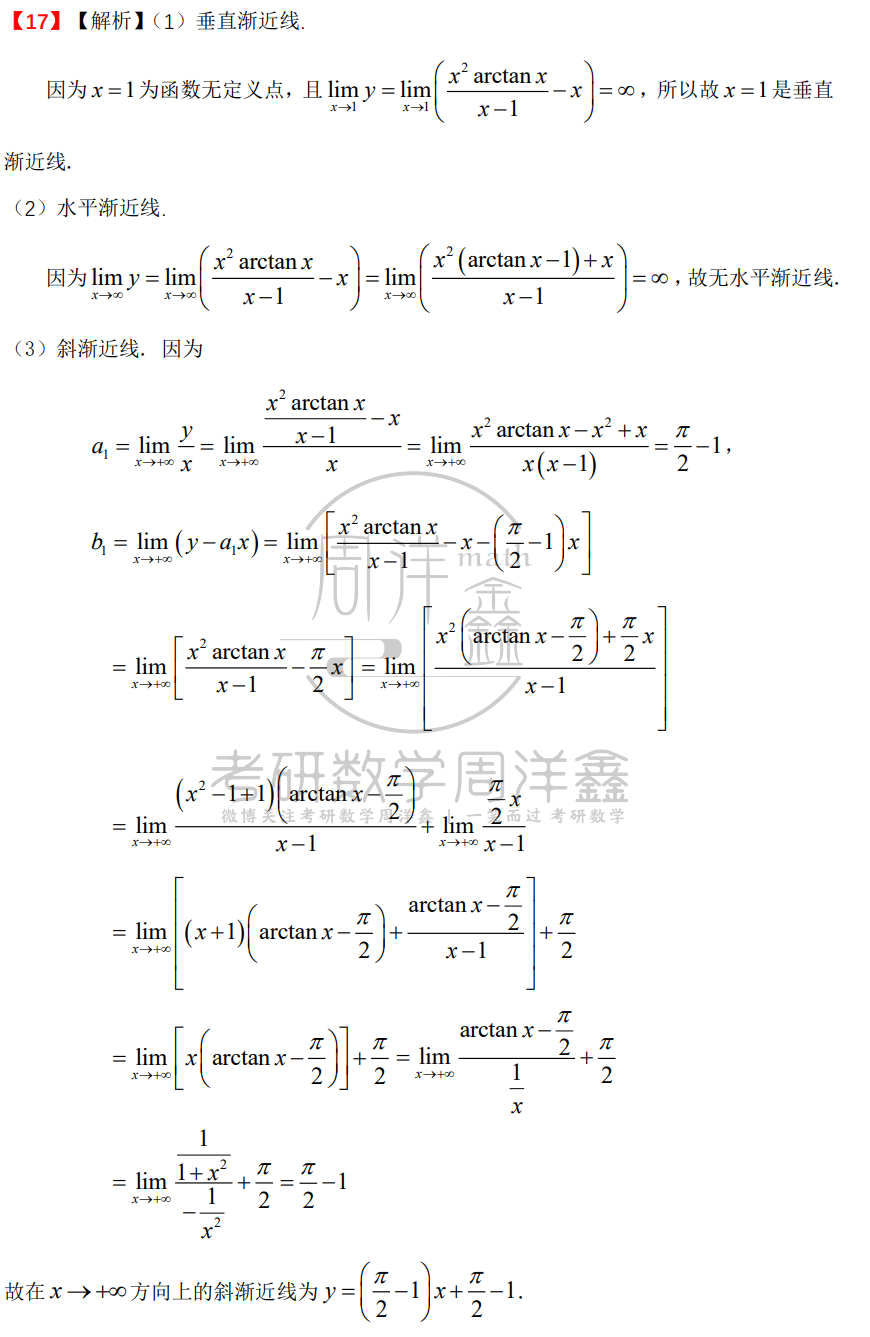 【17】【解析】（1）垂直渐近线.
因为 $x=1$ 为函数无定义点，且 $\lim_{x\to 1} y=\lim_{x\to 1}\left(\frac{x^2\arctan x}{x-1}-x\right)=\infty$，所以故 $x=1$ 是垂直
渐近线．
（2）水平渐近线.
因为 $\lim_{x\to\infty} y=\lim_{x\to\infty}\left(\frac{x^2\arctan x}{x-1}-x\right)=\lim_{x\to\infty}\left(\frac{x^2(\arctan x-1)+x}{x-1}\right)=\infty$，故无水平渐近线．
（3）斜渐近线．因为
$a_1=\lim_{x\to+\infty}\frac{y}{x}=\lim_{x\to+\infty}\frac{\frac{x^2\arctan x}{x-1}-x}{x}=\lim_{x\to+\infty}\frac{x^2\arctan x-x^2+x}{x(x-1)}=\frac{\pi}{2}-1$，
$b_1=\lim_{x\to+\infty}(y-a_1x)=\lim_{x\to+\infty}\left[\frac{x^2\arctan x}{x-1}-x-\left(\frac{\pi}{2}-1\right)x\right]$
$=\lim_{x\to+\infty}\left[\frac{x^2\arctan x}{x-1}-\frac{\pi}{2}x\right]=\lim_{x\to+\infty}\left[\frac{x^2\left(\arctan x-\frac{\pi}{2}\right)+\frac{\pi}{2}x}{x-1}\right]$
$=\lim_{x\to+\infty}\frac{(x^2-1+1)\left(\arctan x-\frac{\pi}{2}\right)}{x-1}+\lim_{x\to+\infty}\frac{\frac{\pi}{2}x}{x-1}$
$=\lim_{x\to+\infty}\left[(x+1)\left(\arctan x-\frac{\pi}{2}\right)+\frac{\arctan x-\frac{\pi}{2}}{x-1}\right]+\frac{\pi}{2}$
$=\lim_{x\to+\infty}\left[x\left(\arctan x-\frac{\pi}{2}\right)\right]+\frac{\pi}{2}=\lim_{x\to+\infty}\frac{\arctan x-\frac{\pi}{2}}{\frac{1}{x}}+\frac{\pi}{2}$
$=\lim_{x\to+\infty}\frac{\frac{1}{1+x^2}}{-\frac{1}{x^2}}+\frac{\pi}{2}=\frac{\pi}{2}-1$
故在 $x\to+\infty$ 方向上的斜渐近线为 $y=\left(\frac{\pi}{2}-1\right)x+\frac{\pi}{2}-1$．
周洋鑫 math
考研数学周洋鑫
微博关注考研数学周洋鑫 | 一笑而过 考研数学